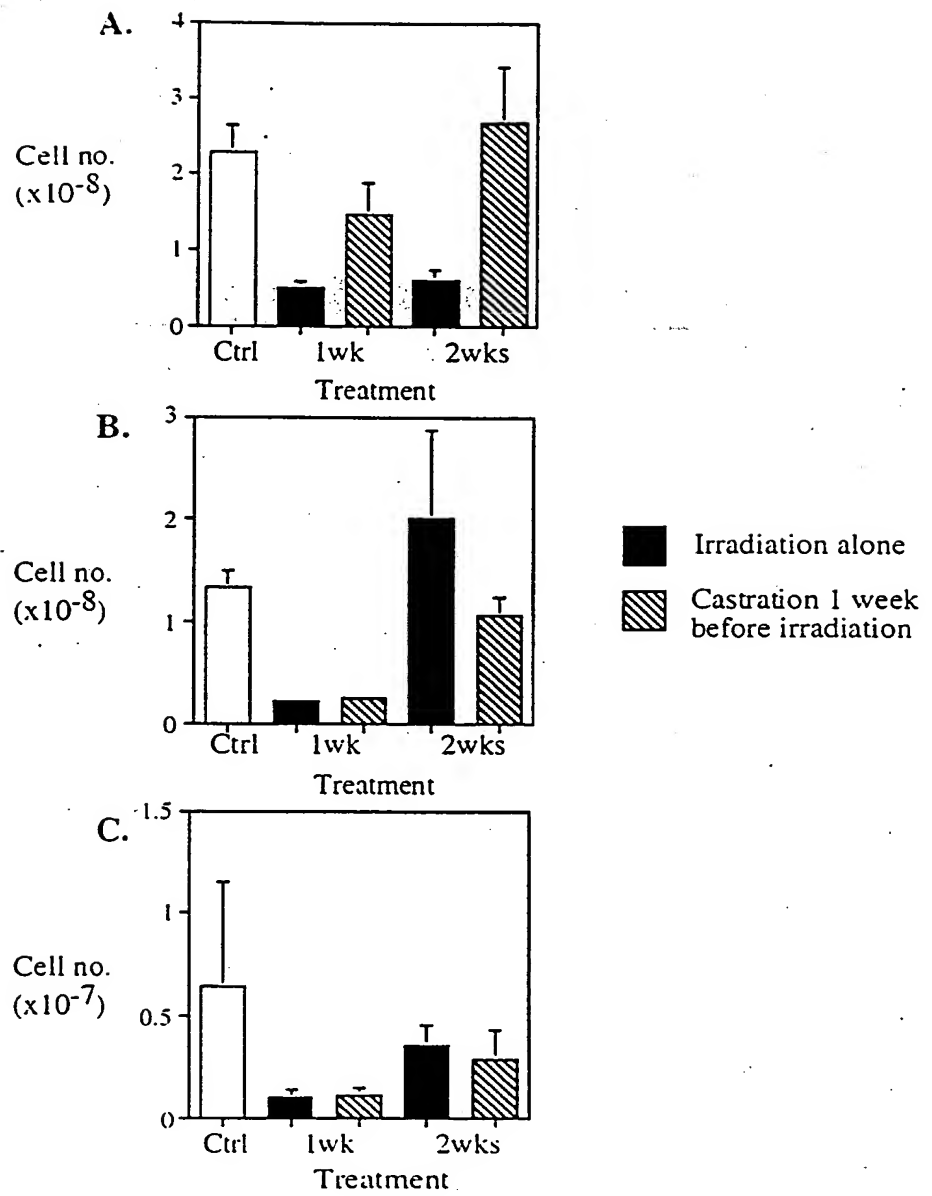 A.
4
3
2
1
0
Cell no.
(x10-8)
Ctrl 1wk 2wks
Treatment
B.
3
2
1
0
Cell no.
(x10-8)
Ctrl 1wk 2wks
Treatment
Irradiation alone
Castration 1 week
before irradiation
C.
1.5
1
0.5
0
Cell no.
(x10-7)
Ctrl 1wk 2wks
Treatment